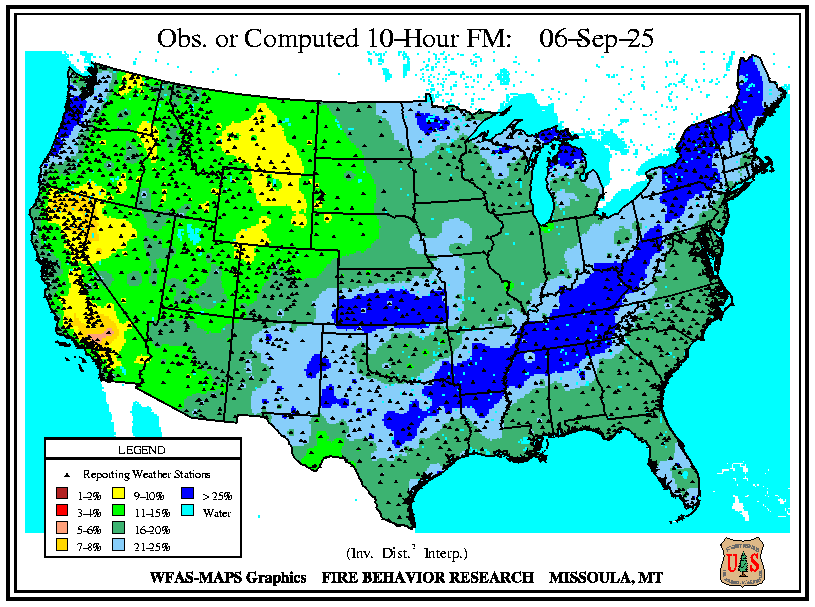 Obs. or Computed 10-Hour FM: 06-Sep-25
LEGEND
Reporting Weather Stations
1-2% 9-10% > 25%
3-4% 11-15% Water
5-6% 16-20%
7-8% 21-25%
(Inv. Dist.² Interp.)
WFAS-MAPS Graphics FIRE BEHAVIOR RESEARCH MISSOULA, MT
U S